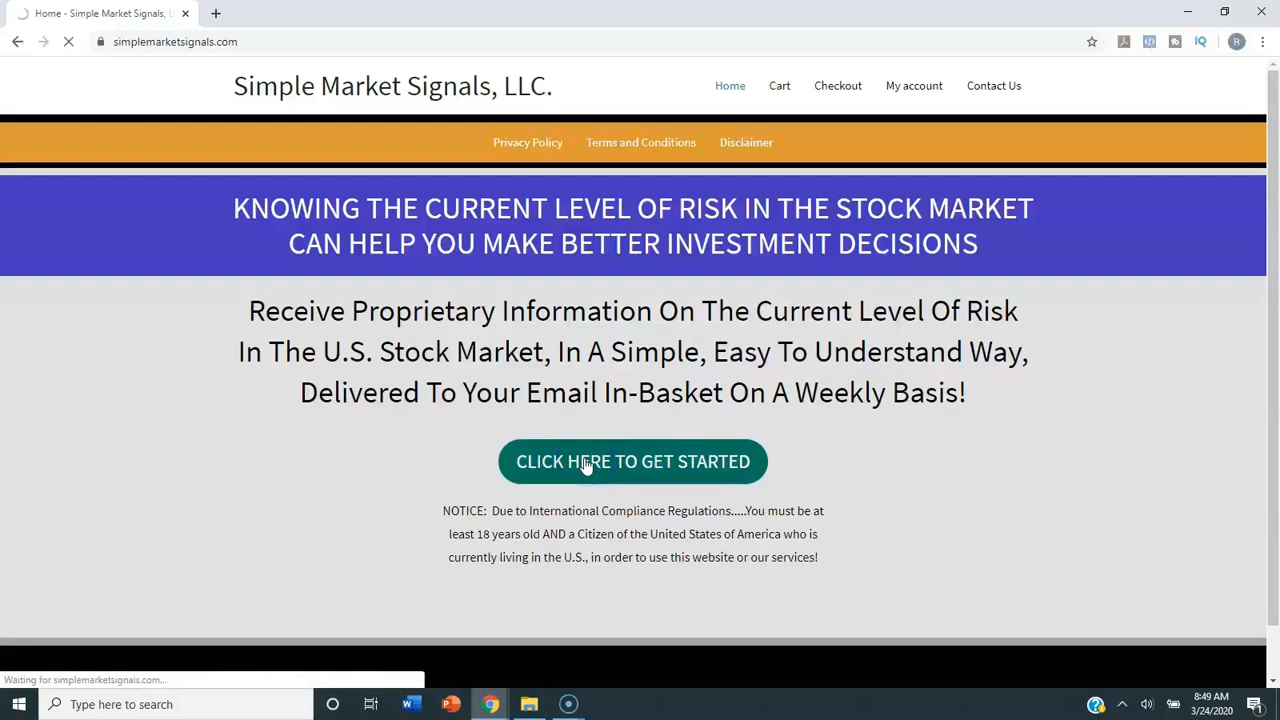 Home - Simple Market Signals, L
simplemarketsignals.com
Simple Market Signals, LLC.
Home Cart Checkout My account Contact Us
Privacy Policy Terms and Conditions Disclaimer
KNOWING THE CURRENT LEVEL OF RISK IN THE STOCK MARKET
CAN HELP YOU MAKE BETTER INVESTMENT DECISIONS
Receive Proprietary Information On The Current Level Of Risk
In The U.S. Stock Market, In A Simple, Easy To Understand Way,
Delivered To Your Email In-Basket On A Weekly Basis!
CLICK HERE TO GET STARTED
NOTICE: Due to International Compliance Regulations.....You must be at
least 18 years old AND a Citizen of the United States of America who is
currently living in the U.S., in order to use this website or our services!
Waiting for simplemarketsignals.com...
Type here to search
8:49 AM
3/24/2020